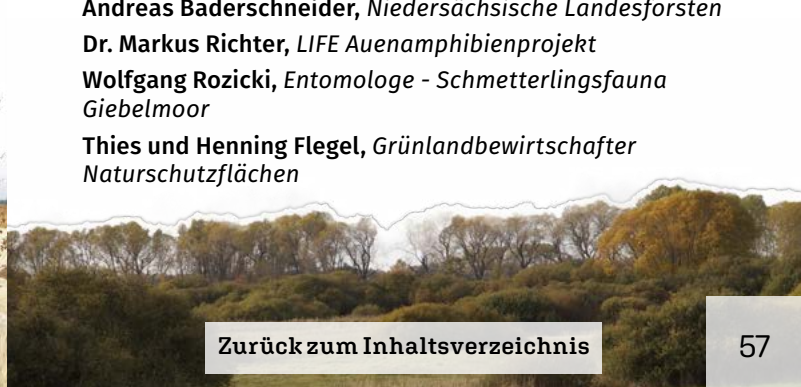 Andreas Baderschneider, Niedersächsische Landesforsten
Dr. Markus Richter, LIFE Auenamphibienprojekt
Wolfgang Rozicki, Entomologe - Schmetterlingsfauna
Giebelmoor
Thies und Henning Flegel, Grünlandbewirtschafter
Naturschutzflächen
Zurück zum Inhaltsverzeichnis
57